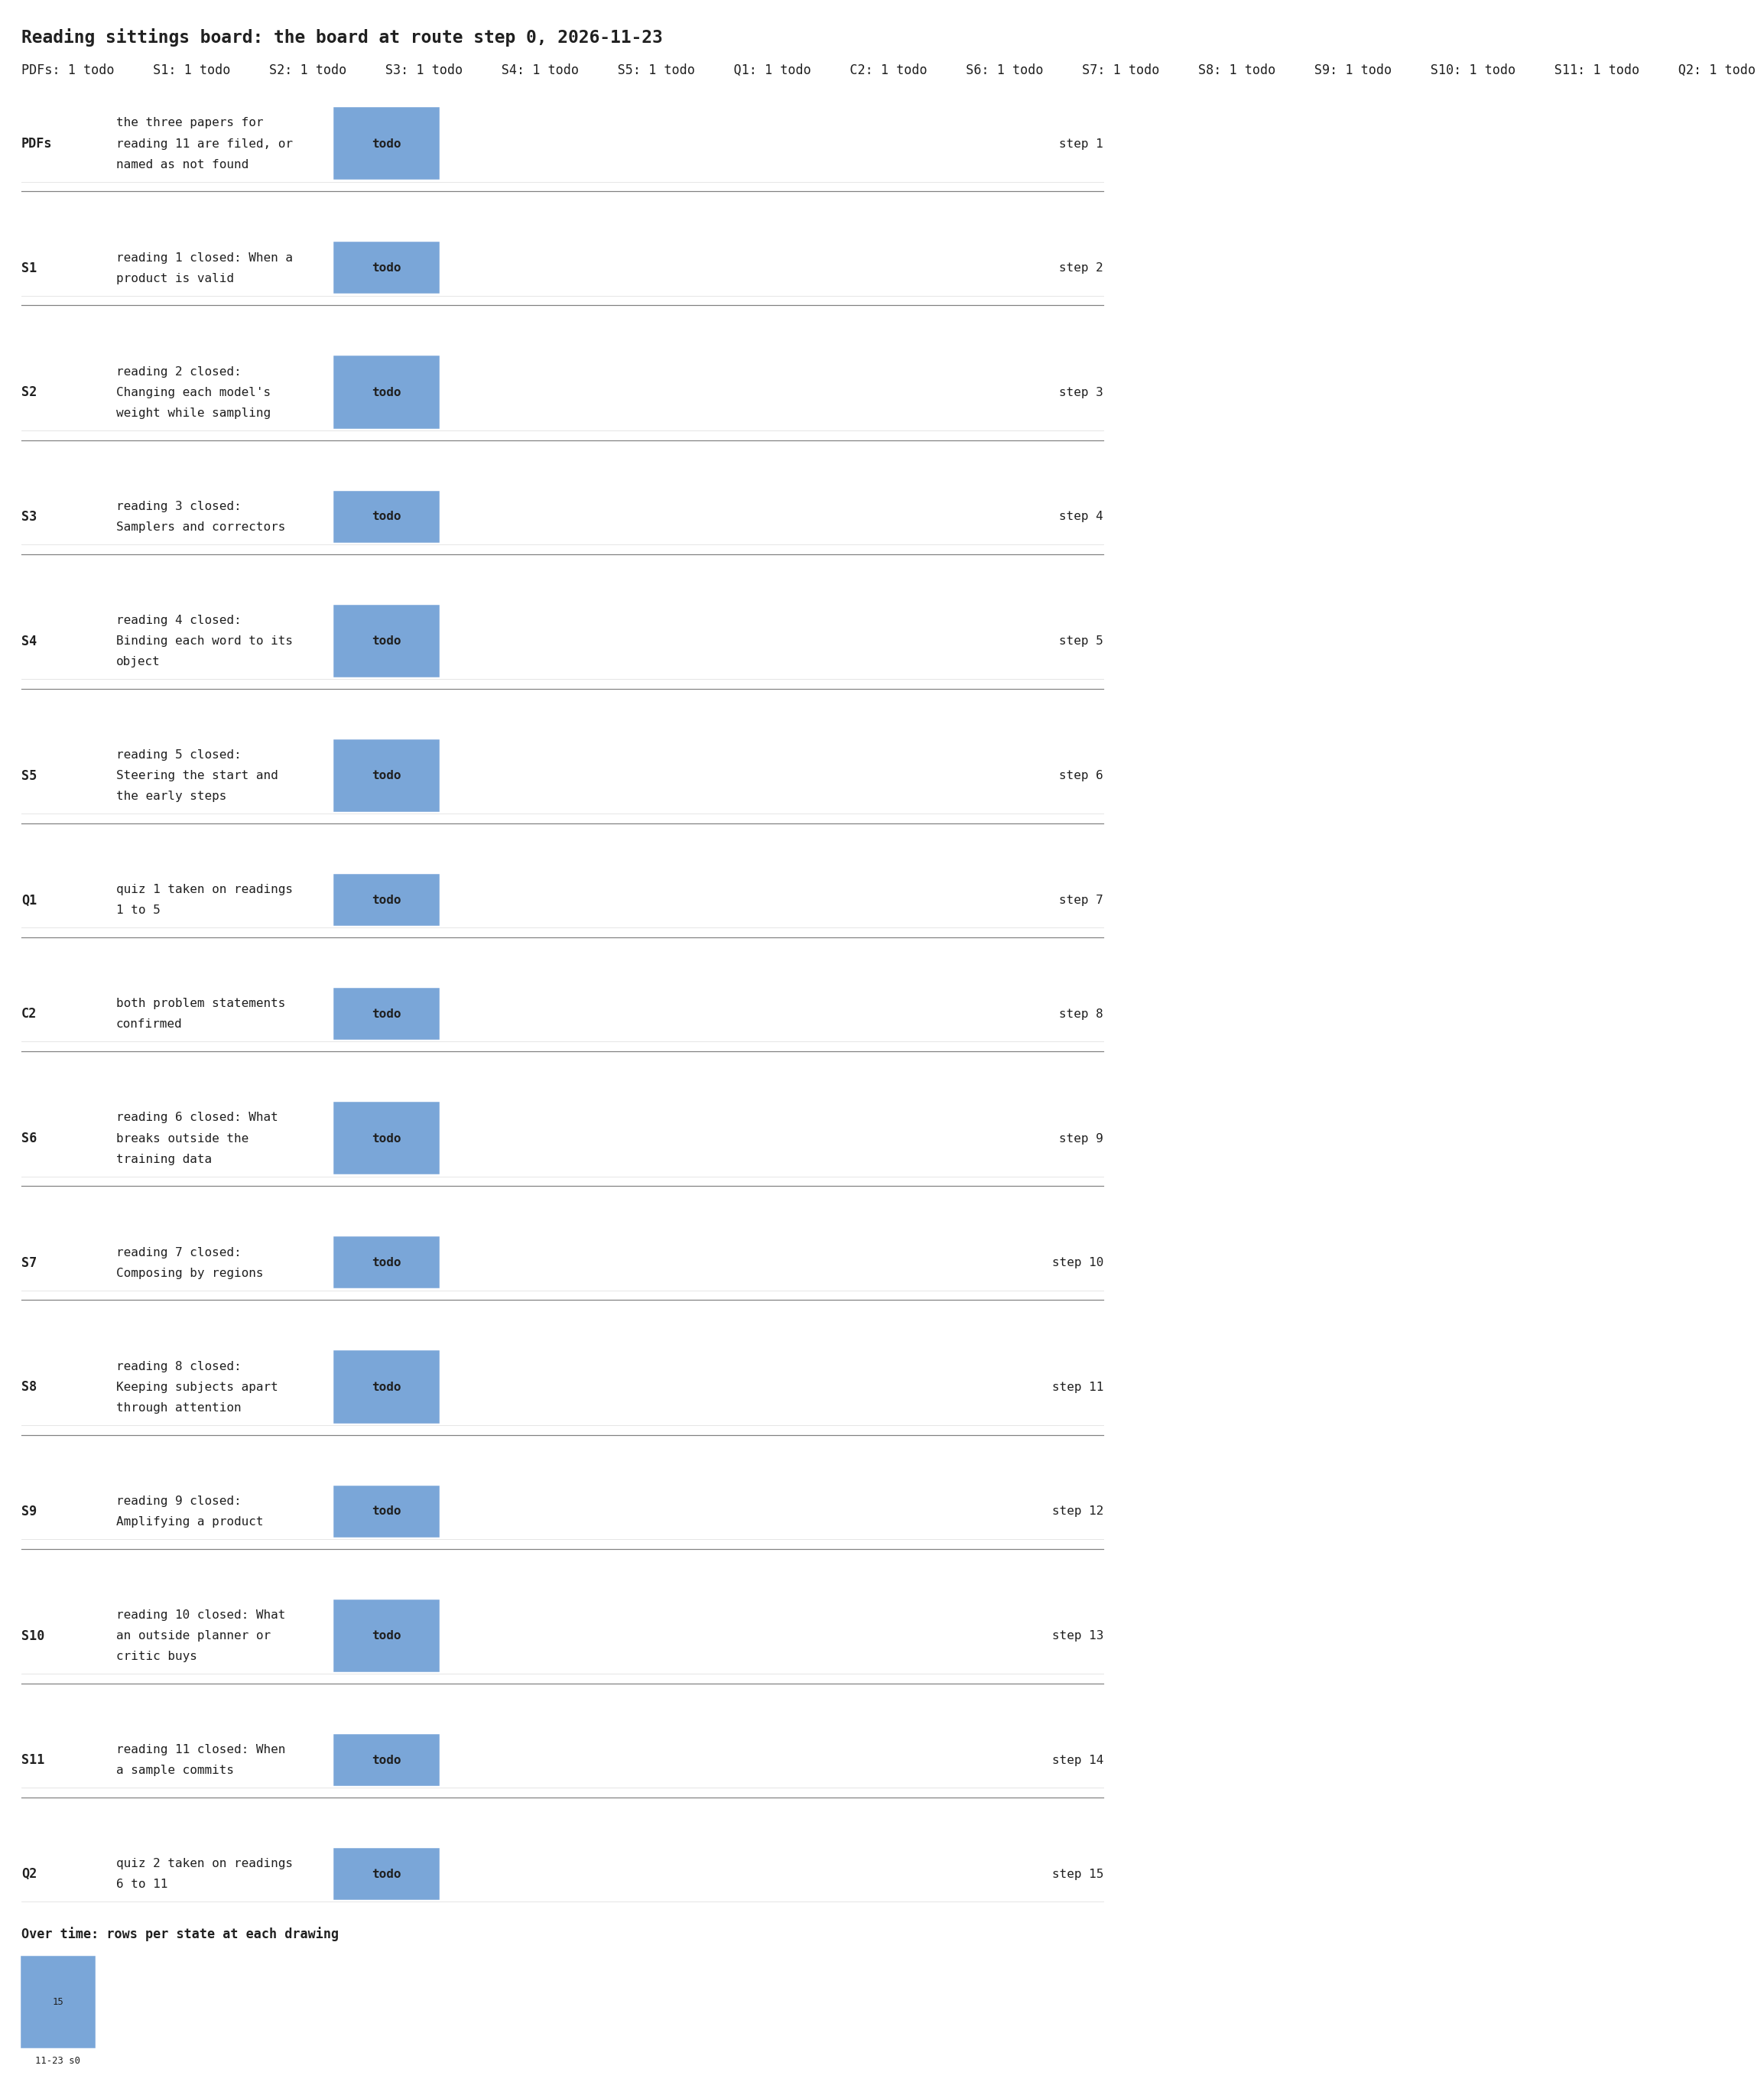 Reading sittings board: the board at route step 0, 2026-11-23
PDFs: 1 todo S1: 1 todo S2: 1 todo S3: 1 todo S4: 1 todo S5: 1 todo Q1: 1 todo C2: 1 todo S6: 1 todo S7: 1 todo S8: 1 todo S9: 1 todo S10: 1 todo S11: 1 todo Q2: 1 todo
the three papers for
PDFs reading 11 are filed, or todo step 1
named as not found
reading 1 closed: When a
S1 todo step 2
product is valid
reading 2 closed:
S2 Changing each model's todo step 3
weight while sampling
reading 3 closed:
S3 todo step 4
Samplers and correctors
reading 4 closed:
S4 Binding each word to its todo step 5
object
reading 5 closed:
S5 Steering the start and todo step 6
the early steps
quiz 1 taken on readings
Q1 todo step 7
1 to 5
both problem statements
C2 todo step 8
confirmed
reading 6 closed: What
S6 breaks outside the todo step 9
training data
reading 7 closed:
S7 todo step 10
Composing by regions
reading 8 closed:
S8 Keeping subjects apart todo step 11
through attention
reading 9 closed:
S9 todo step 12
Amplifying a product
reading 10 closed: What
S10 an outside planner or todo step 13
critic buys
reading 11 closed: When
S11 todo step 14
a sample commits
quiz 2 taken on readings
Q2 todo step 15
6 to 11
Over time: rows per state at each drawing
15
11-23 s0